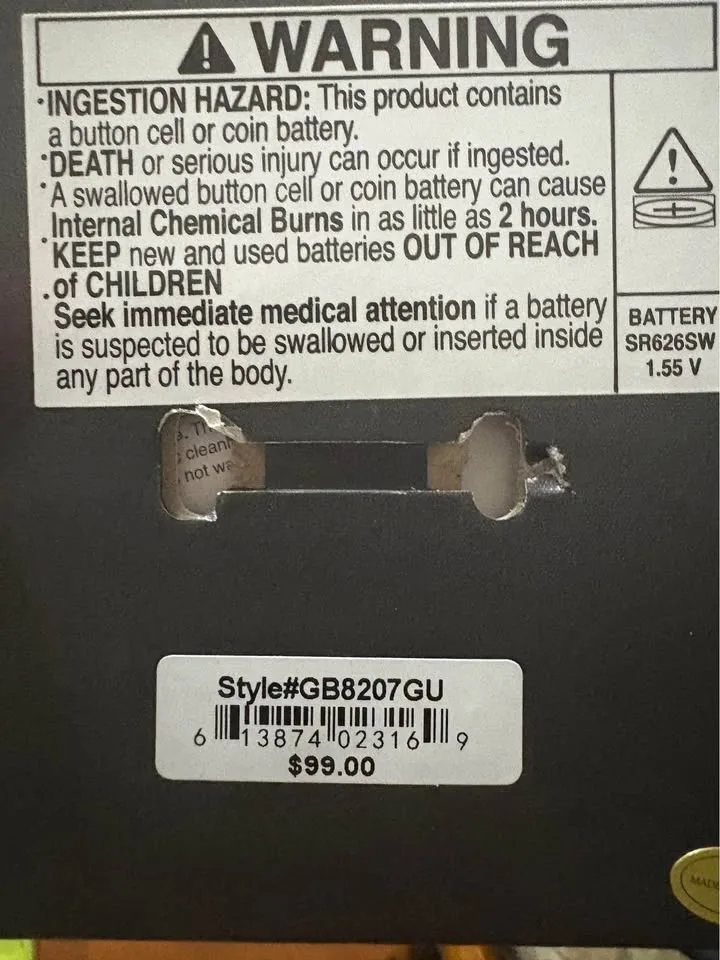 WARNING
·INGESTION HAZARD: This product contains
a button cell or coin battery.
·DEATH or serious injury can occur if ingested.
·A swallowed button cell or coin battery can cause
Internal Chemical Burns in as little as 2 hours.
·KEEP new and used batteries OUT OF REACH
of CHILDREN
·Seek immediate medical attention if a battery
is suspected to be swallowed or inserted inside
any part of the body.
BATTERY
SR626SW
1.55 V
not
Style#GB8207GU
6 13874 02316 9
$99.00